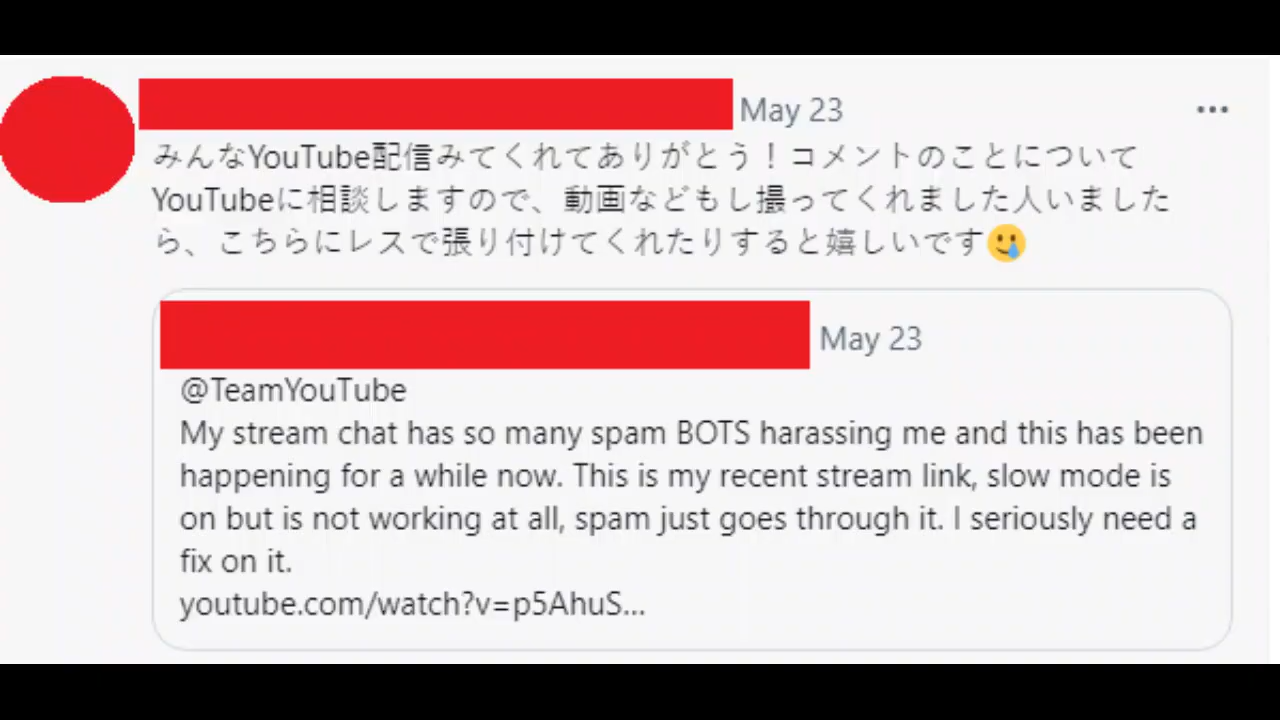 May 23
みんなYouTube配信みてくれてありがとう！コメントのことについて
YouTubeに相談しますので、動画などもし撮ってくれました人いました
ら、こちらにレスで張り付けてくれたりすると嬉しいです🥲
May 23
@TeamYouTube
My stream chat has so many spam BOTS harassing me and this has been
happening for a while now. This is my recent stream link, slow mode is
on but is not working at all, spam just goes through it. I seriously need a
fix on it.
youtube.com/watch?v=p5AhuS...